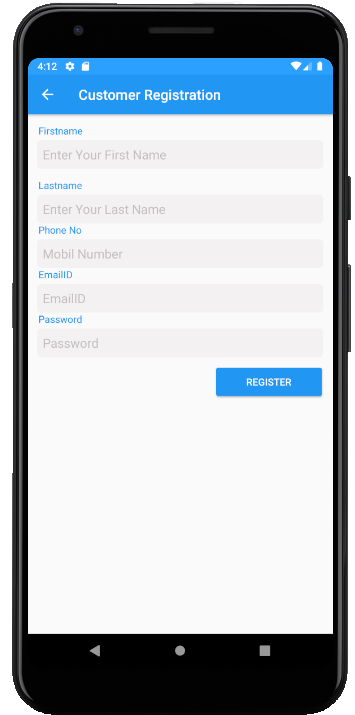 4:12
Customer Registration
Firstname
Enter Your First Name
Lastname
Enter Your Last Name
Phone No
Mobil Number
EmailID
EmailID
Password
Password
REGISTER